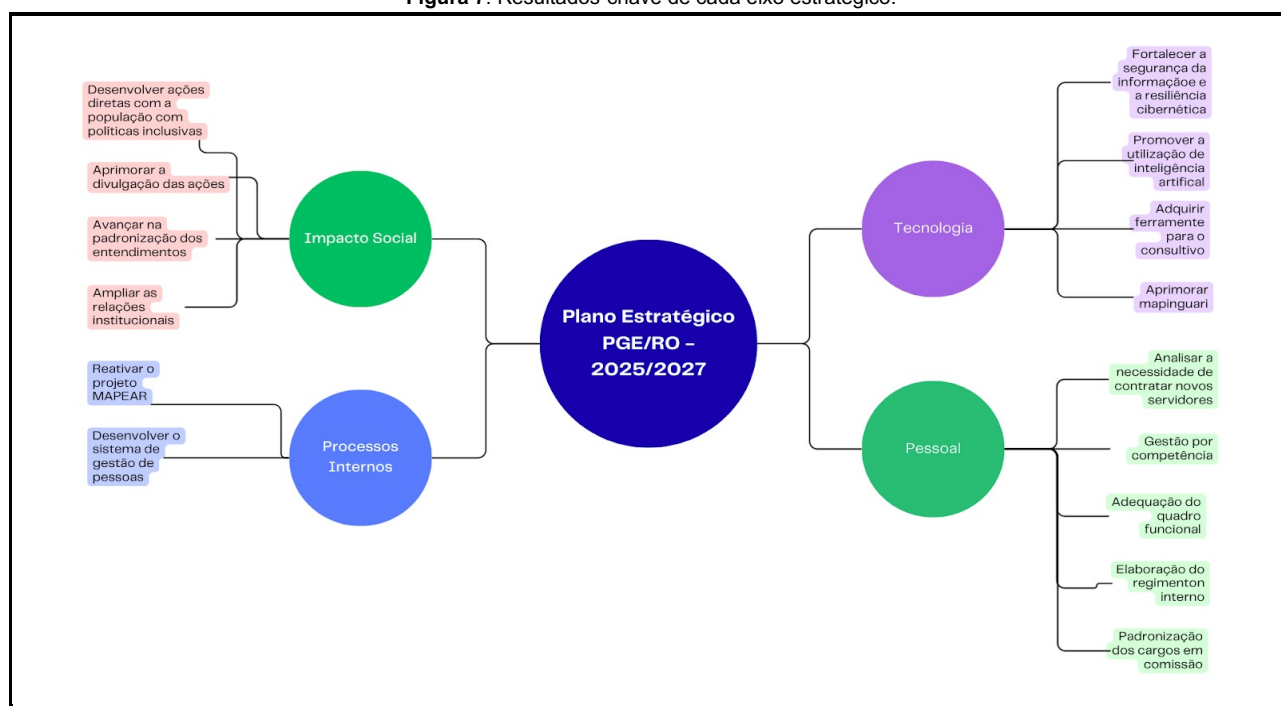 Figura 7. Resultados-chave de cada eixo estratégico.
Desenvolver ações
diretas com a
população com
políticas inclusivas
Aprimorar a
divulgação das ações
Avançar na
padronização dos
entendimentos
Ampliar as
relações
institucionais
Impacto Social
Reativar o
projeto
MAPEAR
Desenvolver o
sistema de
gestão de
pessoas
Processos
Internos
Plano Estratégico
PGE/RO –
2025/2027
Tecnologia
Fortalecer a
segurança da
informaçãoe e
a resiliência
cibernética
Promover a
utilização de
inteligência
artifical
Adquirir
ferramente
para o
consultivo
Aprimorar
mapinguari
Pessoal
Analisar a
necessidade de
contratar novos
servidores
Gestão por
competência
Adequação do
quadro
funcional
Elaboração do
regimenton
interno
Padronização
dos cargos em
comissão